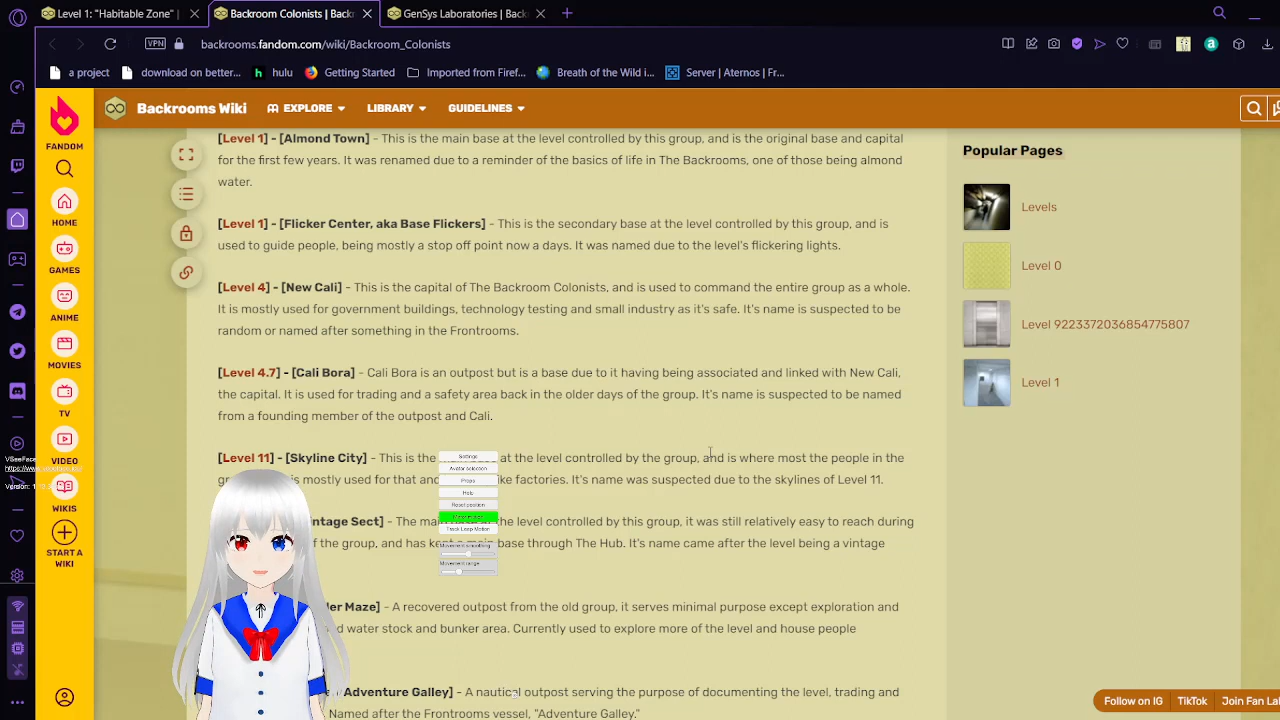 Level 1: "Habitable Zone"
Backroom Colonists | Back
GenSys Laboratories | Back
VPN
backrooms.fandom.com/wiki/Backroom_Colonists
a project
download on better...
hulu
Getting Started
Imported from Firef...
Breath of the Wild i...
Server | Aternos | Fr...
FANDOM
HOME
GAMES
ANIME
MOVIES
TV
VIDEO
WIKIS
START A
WIKI
Backrooms Wiki
EXPLORE
LIBRARY
GUIDELINES
[Level 1] - [Almond Town] - This is the main base at the level controlled by this group, and is the original base and capital
for the first few years. It was renamed due to a reminder of the basics of life in The Backrooms, one of those being almond
water.
[Level 1] - [Flicker Center, aka Base Flickers] - This is the secondary base at the level controlled by this group, and is
used to guide people, being mostly a stop off point now a days. It was named due to the level's flickering lights.
[Level 4] - [New Cali] - This is the capital of The Backroom Colonists, and is used to command the entire group as a whole.
It is mostly used for government buildings, technology testing and small industry as it's safe. It's name is suspected to be
random or named after something in the Frontrooms.
[Level 4.7] - [Cali Bora] - Cali Bora is an outpost but is a base due to it having being associated and linked with New Cali,
the capital. It is used for trading and a safety area back in the older days of the group. It's name is suspected to be named
from a founding member of the outpost and Cali.
[Level 11] - [Skyline City] - This is the at the level controlled by the group, and is where most the people in the
is mostly used for that and like factories. It's name was suspected due to the skylines of Level 11.
intage Sect] - The the level controlled by this group, it was still relatively easy to reach during
of the group, and has base through The Hub. It's name came after the level being a vintage
der Maze] - A recovered outpost from the old group, it serves minimal purpose except exploration and
water stock and bunker area. Currently used to explore more of the level and house people
Adventure Galley] - A nautical outpost serving the purpose of documenting the level, trading and
Named after the Frontrooms vessel, "Adventure Galley."
Settings
Avatar selection
Props
Help
Reset position
Track Leap Motion
Movement smoothing
Movement range
Popular Pages
Levels
Level 0
Level 9223372036854775807
Level 1
Follow on IG
TikTok
Join Fan La